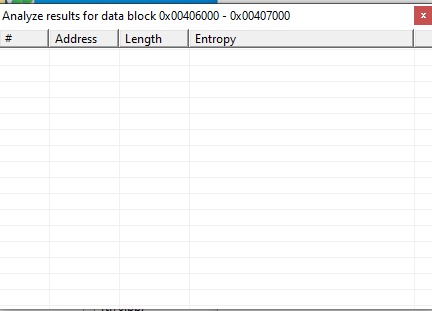 Analyze results for data block 0x00406000 - 0x00407000 x
# Address Length Entropy